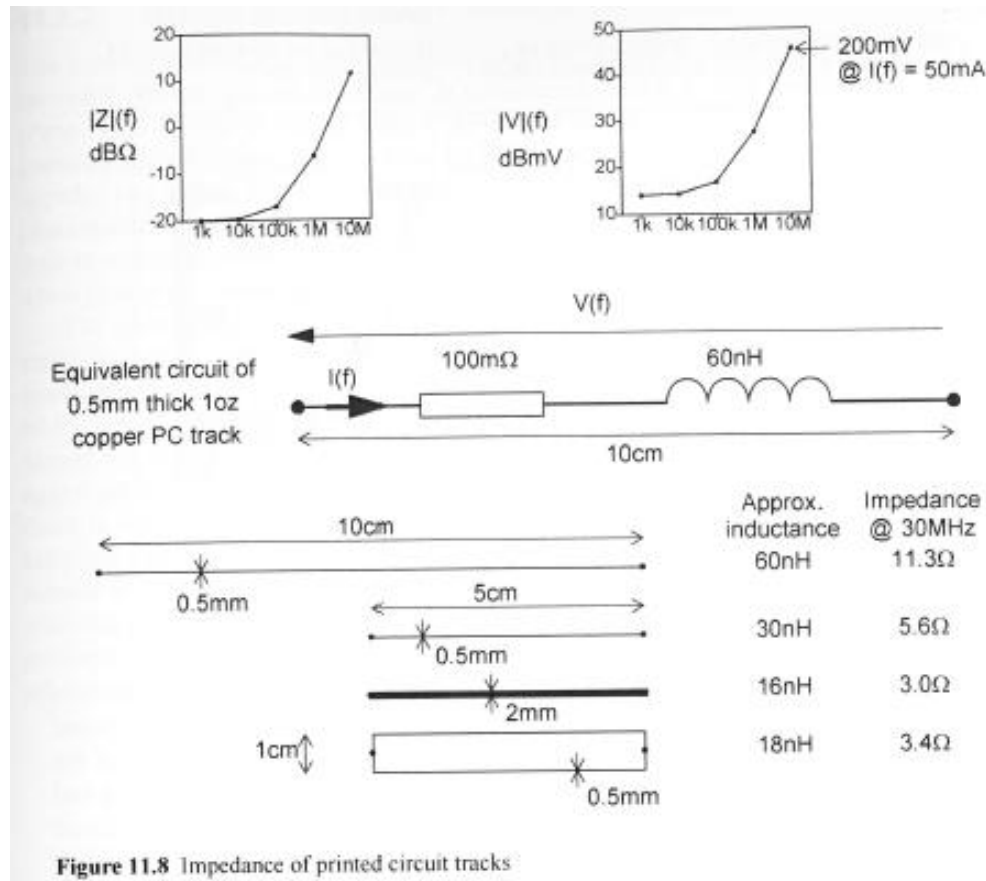 20
10
0
-10
-20
|Z|(f)
dBΩ
1k 10k 100k 1M 10M
50
40
30
20
10
|V|(f)
dBmV
1k 10k 100k 1M 10M
200mV
@ I(f) = 50mA
V(f)
Equivalent circuit of
0.5mm thick 1oz
copper PC track
I(f)
100mΩ
60nH
10cm
Approx. Impedance
inductance @ 30MHz
10cm
60nH 11.3Ω
0.5mm
5cm
30nH 5.6Ω
0.5mm
16nH 3.0Ω
2mm
1cm
18nH 3.4Ω
0.5mm
Figure 11.8 Impedance of printed circuit tracks